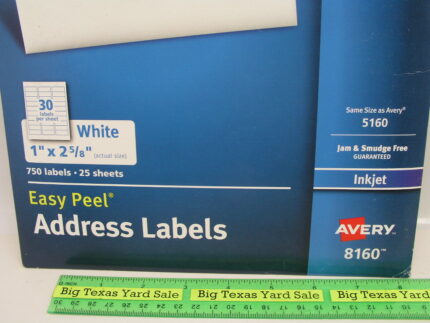 30
labels
per sheet
White
1" x 2 5/8" (actual size)
750 labels • 25 sheets
Easy Peel®
Address Labels
Same Size as Avery®
5160
Jam & Smudge Free
GUARANTEED
Inkjet
AVERY®
8160™
Big Texas Yard Sale Big Texas Yard Sale Big Texas Yard Sale